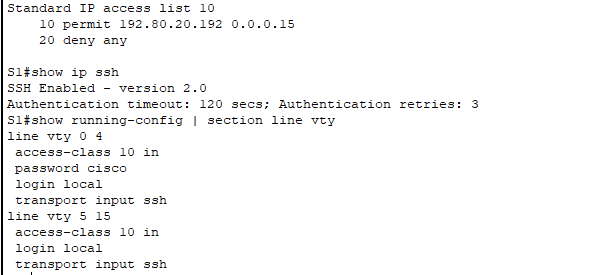 Standard IP access list 10
    10 permit 192.80.20.192 0.0.0.15
    20 deny any

S1#show ip ssh
SSH Enabled - version 2.0
Authentication timeout: 120 secs; Authentication retries: 3
S1#show running-config | section line vty
line vty 0 4
 access-class 10 in
 password cisco
 login local
 transport input ssh
line vty 5 15
 access-class 10 in
 login local
 transport input ssh